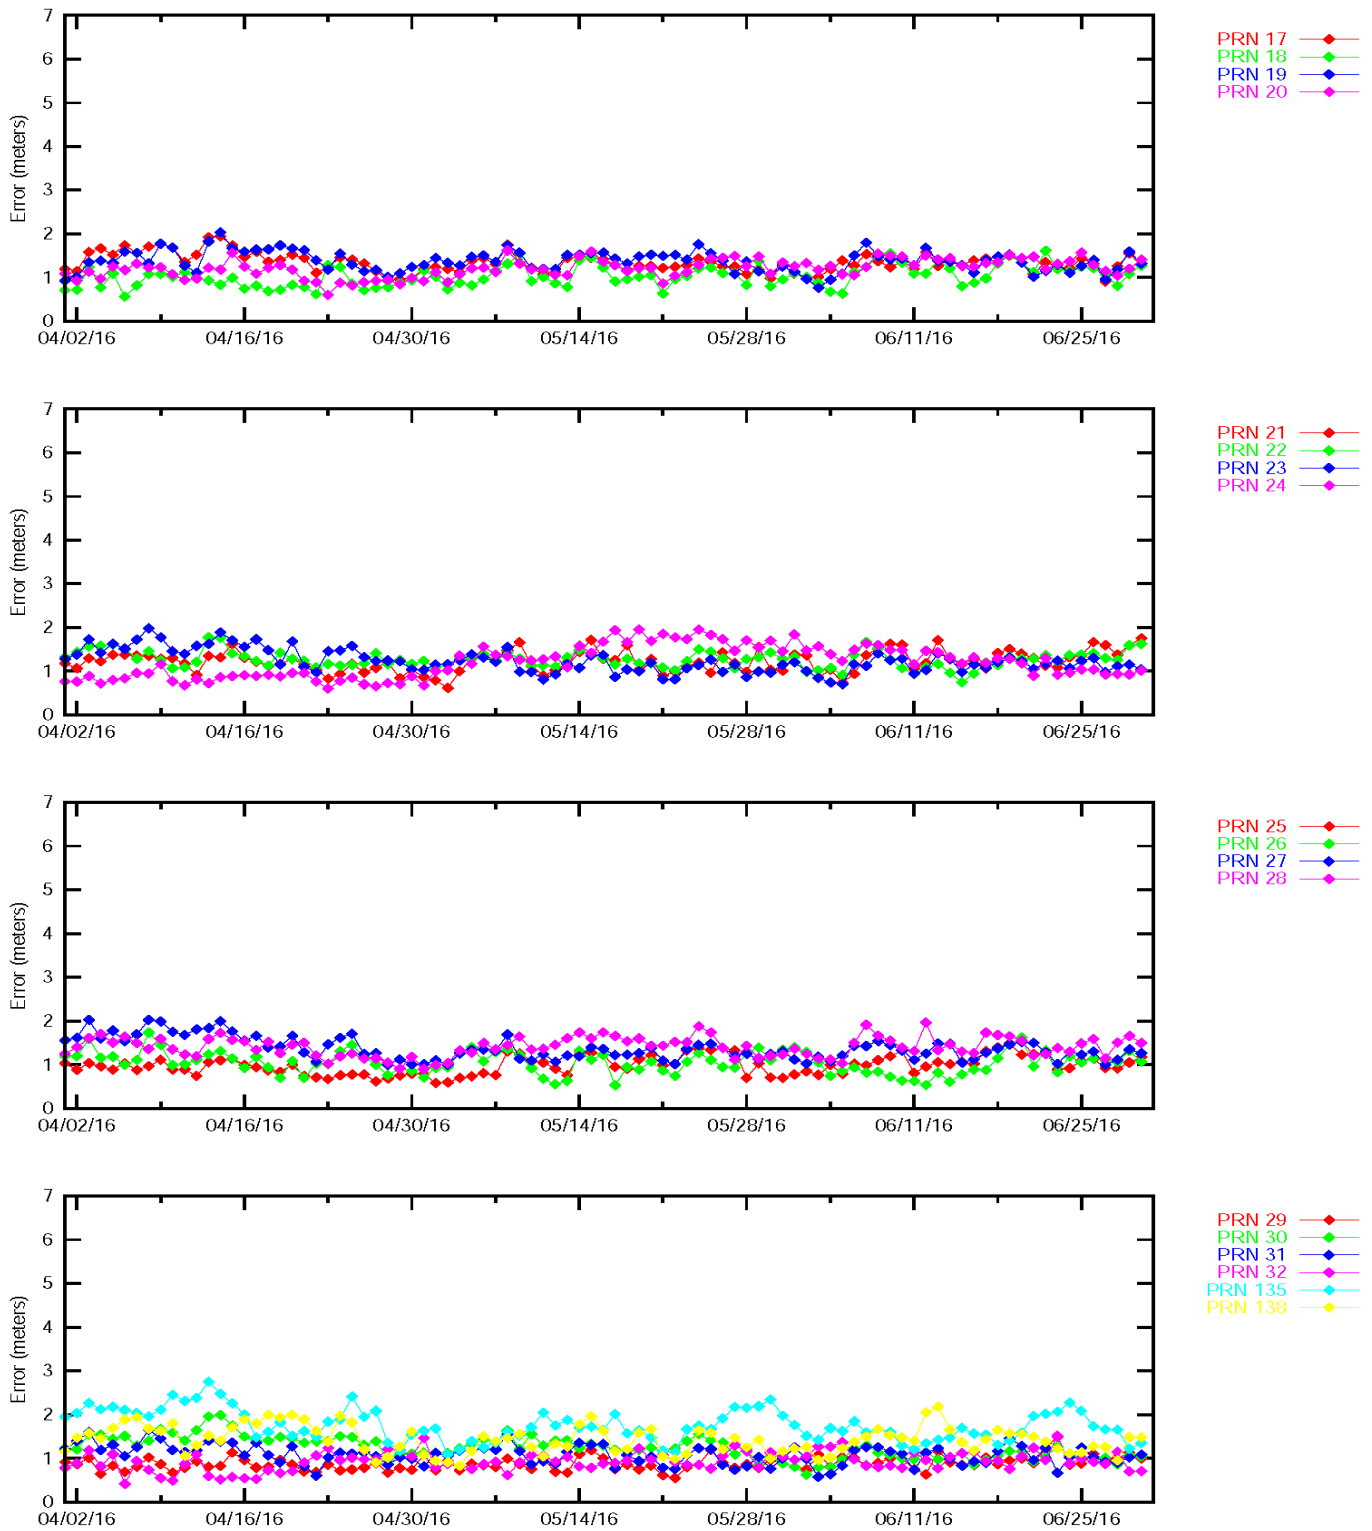 7
6
5
4
3
2
1
0
Error (meters)
04/02/16 04/16/16 04/30/16 05/14/16 05/28/16 06/11/16 06/25/16
PRN 17
PRN 18
PRN 19
PRN 20
7
6
5
4
3
2
1
0
Error (meters)
04/02/16 04/16/16 04/30/16 05/14/16 05/28/16 06/11/16 06/25/16
PRN 21
PRN 22
PRN 23
PRN 24
7
6
5
4
3
2
1
0
Error (meters)
04/02/16 04/16/16 04/30/16 05/14/16 05/28/16 06/11/16 06/25/16
PRN 25
PRN 26
PRN 27
PRN 28
7
6
5
4
3
2
1
0
Error (meters)
04/02/16 04/16/16 04/30/16 05/14/16 05/28/16 06/11/16 06/25/16
PRN 29
PRN 30
PRN 31
PRN 32
PRN 135
PRN 138